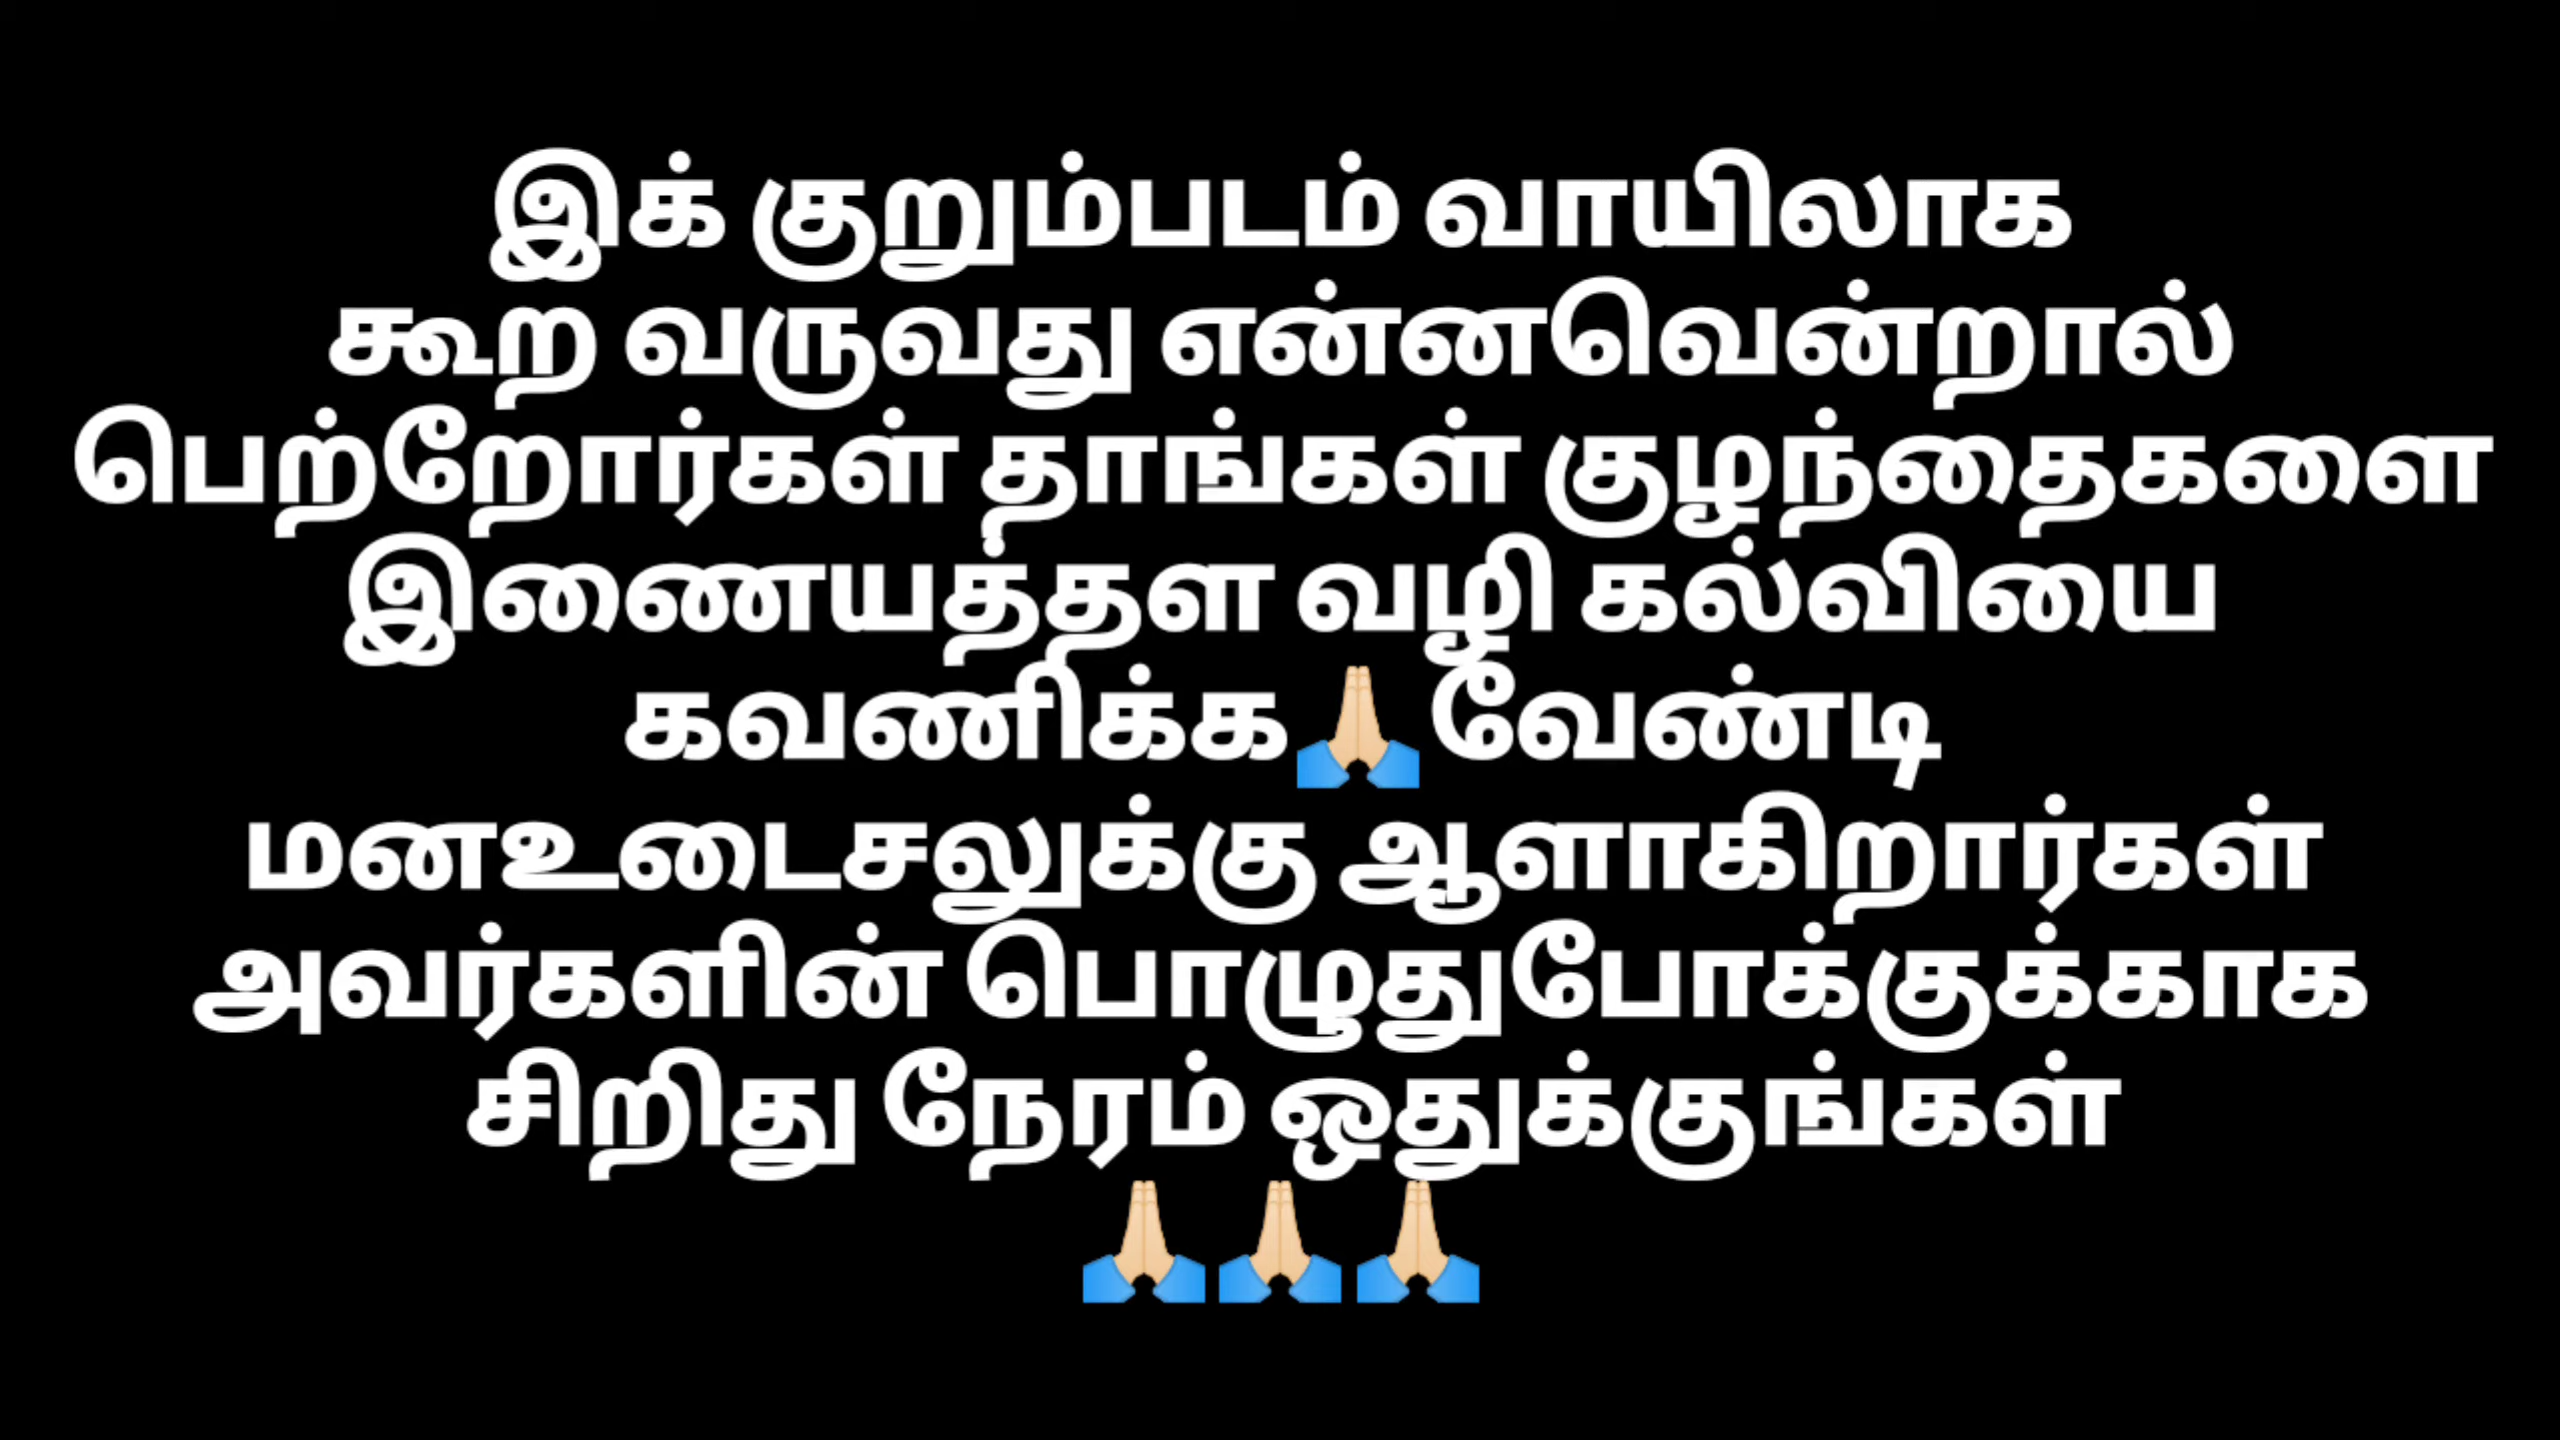 இக் குறும்படம் வாயிலாக
கூற வருவது என்னவென்றால்
பெற்றோர்கள் தாங்கள் குழந்தைகளை
இணையத்தள வழி கல்வியை
கவணிக்க🙏🏻வேண்டி
மனஉடைசலுக்கு ஆளாகிறார்கள்
அவர்களின் பொழுதுபோக்குக்காக
சிறிது நேரம் ஒதுக்குங்கள்
🙏🏻🙏🏻🙏🏻